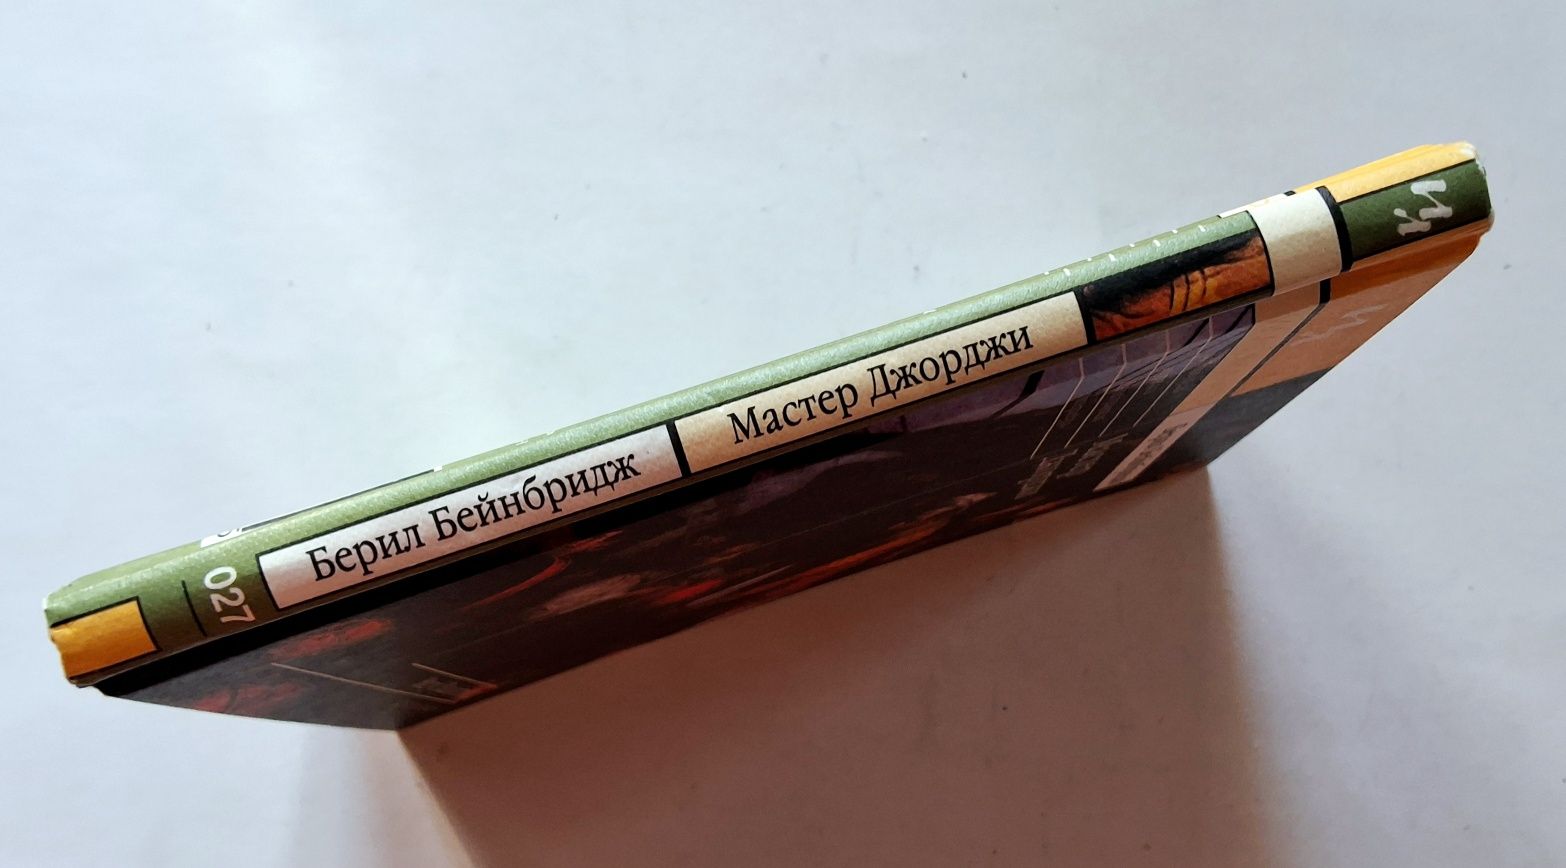 027
Берил Бейнбридж
Мастер Джорджи